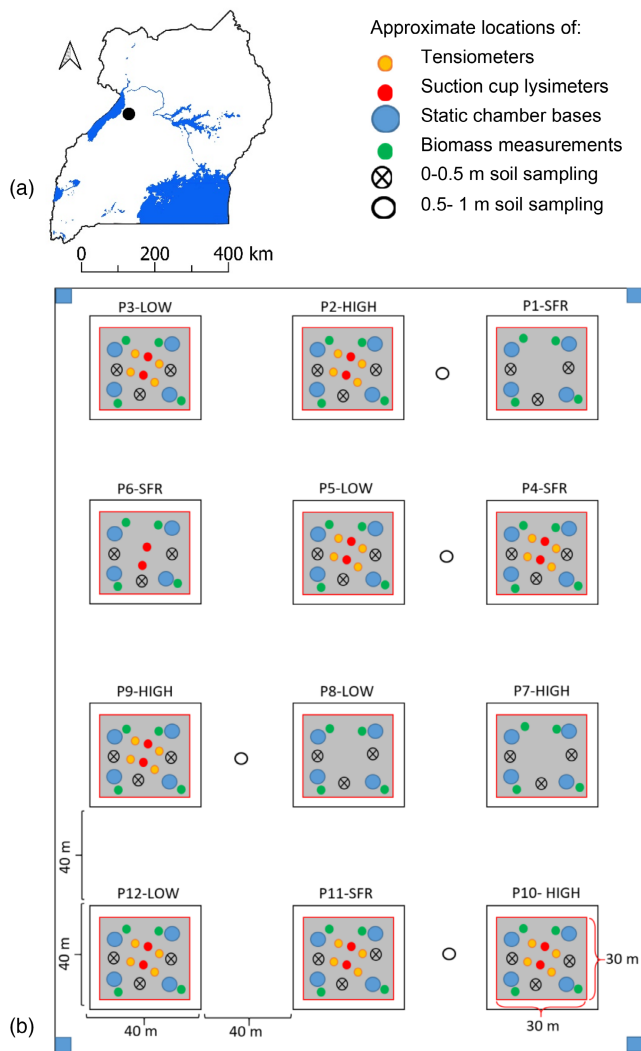 Approximate locations of:
Tensiometers
Suction cup lysimeters
Static chamber bases
Biomass measurements
0-0.5 m soil sampling
0.5- 1 m soil sampling
(a)
0 200 400 km
P3-LOW P2-HIGH P1-SFR
P6-SFR P5-LOW P4-SFR
P9-HIGH P8-LOW P7-HIGH
40 m
P12-LOW P11-SFR P10- HIGH
40 m
30 m
(b)
40 m 40 m 30 m